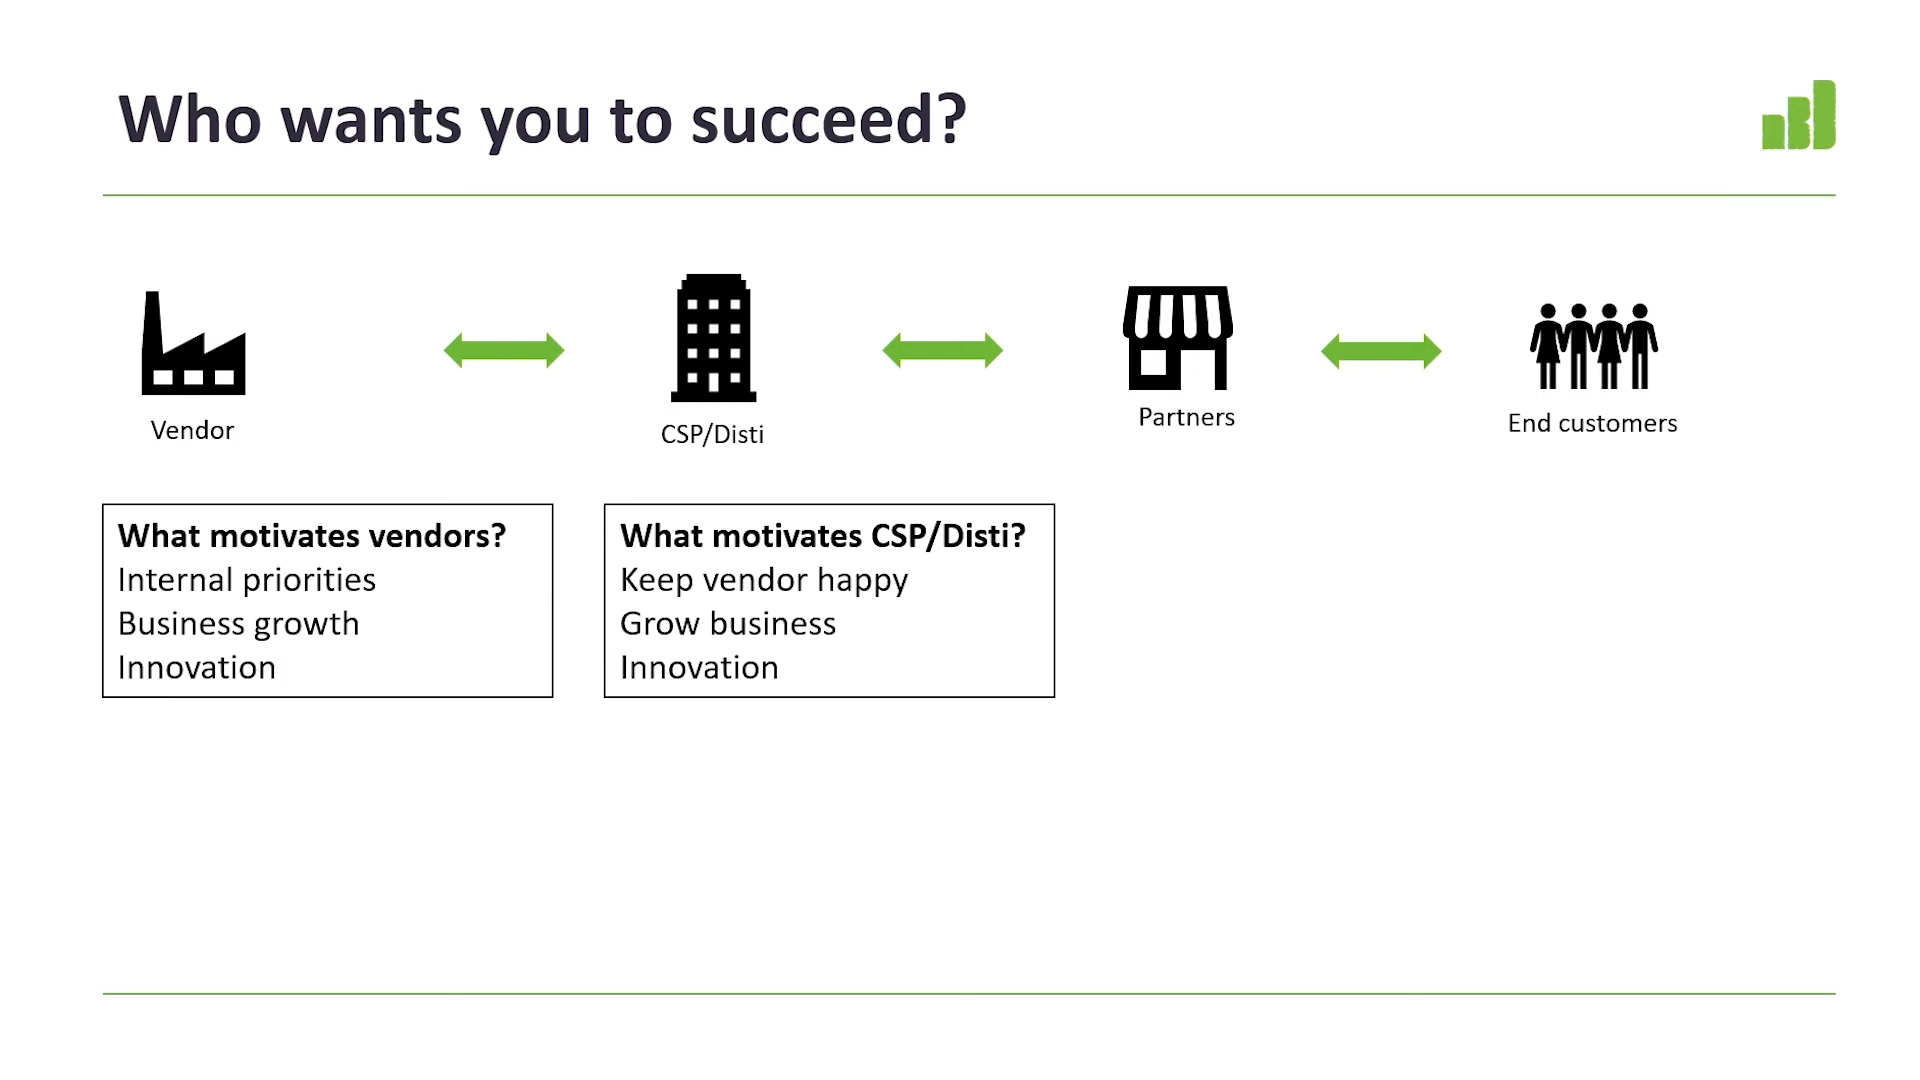 Who wants you to succeed?
Vendor
CSP/Disti
Partners
End customers
What motivates vendors?
Internal priorities
Business growth
Innovation
What motivates CSP/Disti?
Keep vendor happy
Grow business
Innovation